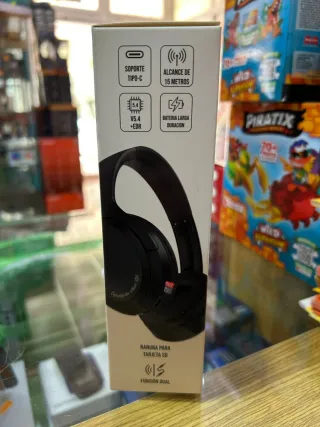 SOPORTE
TIPO-C
ALCANCE DE
15 METROS
5.4
V5.4
+EDR
BATERIA LARGA
DURACION
RANURA PARA
TARJETA SD
FUNCIÓN DUAL
PIRATIX